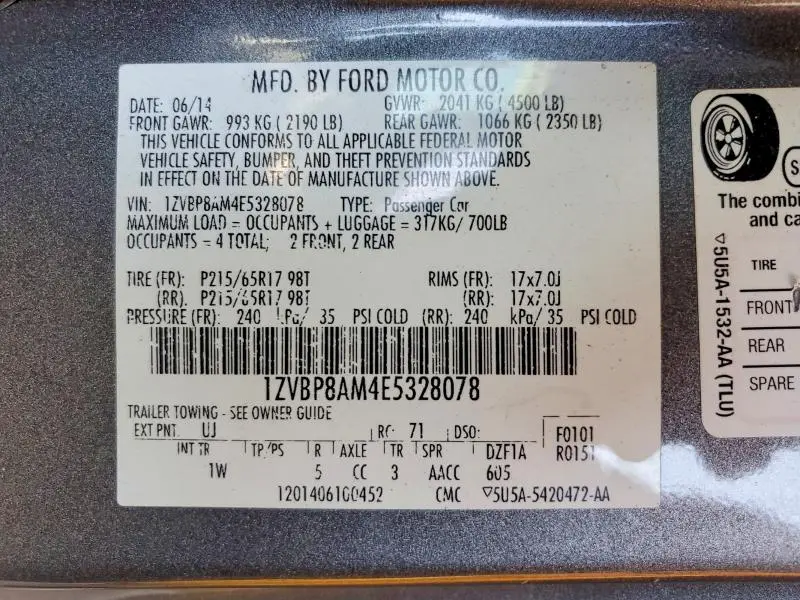 MFD. BY FORD MOTOR CO.
DATE: 06/14 GVWR: 2041 KG ( 4500 LB)
FRONT GAWR: 993 KG ( 2190 LB) REAR GAWR: 1066 KG ( 2350 LB)
THIS VEHICLE CONFORMS TO ALL APPLICABLE FEDERAL MOTOR
VEHICLE SAFETY, BUMPER, AND THEFT PREVENTION STANDARDS
IN EFFECT ON THE DATE OF MANUFACTURE SHOWN ABOVE.
VIN: 1ZVBP8AM4E5328078 TYPE: Passenger Car
MAXIMUM LOAD = OCCUPANTS + LUGGAGE = 317KG/ 700LB
OCCUPANTS = 4 TOTAL; 2 FRONT, 2 REAR
TIRE (FR): P215/65R17 98T RIMS (FR): 17x7.0J
(RR). P215/65R17 98T (RR): 17x7.0J
PRESSURE (FR): 240 kPa/ 35 PSI COLD (RR): 240 kPa/ 35 PSI COLD
1ZVBP8AM4E5328078
TRAILER TOWING - SEE OWNER GUIDE
EXT PNT. UJ RC: 71 DSO: F0101
INT TR TP/PS R AXLE TR SPR DZF1A R0151
1W 5 CC 3 AACC 605
1201406100452 CMC ▽5U5A-5420472-AA
The combi
and ca
TIRE
FRONT
REAR
SPARE
▽5U5A-1532-AA (TLU)